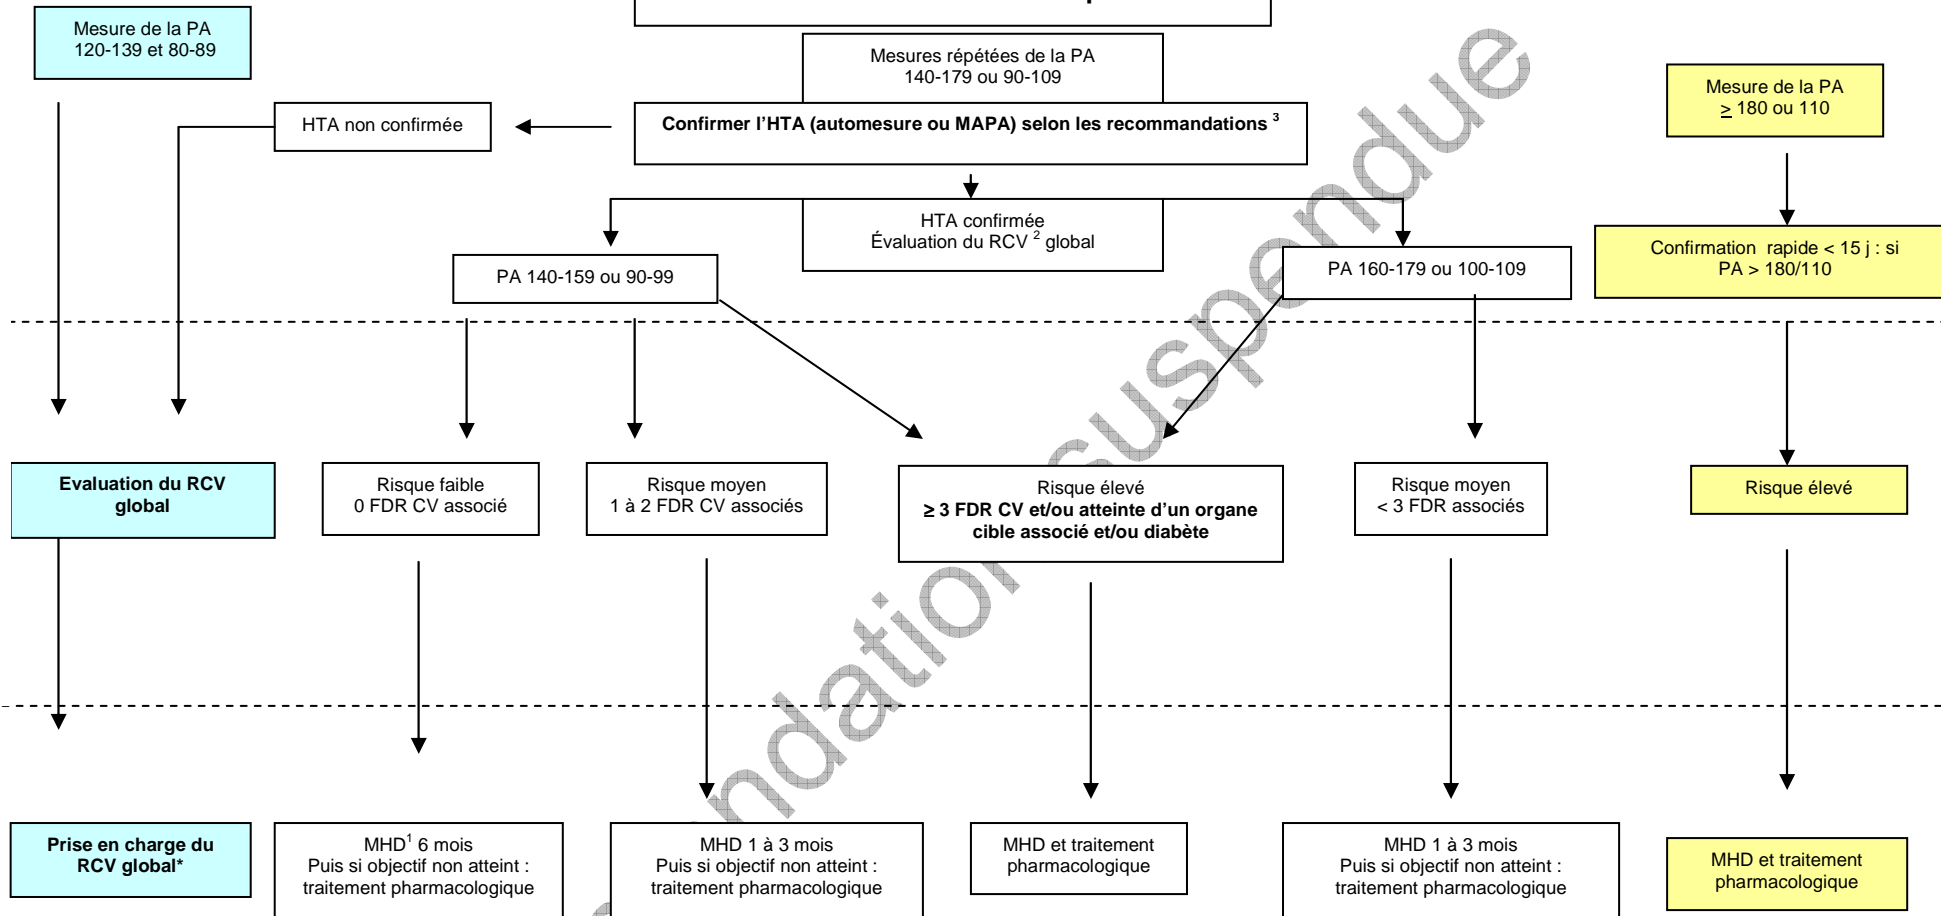 Mesure de la PA
120-139 et 80-89
Mesures répétées de la PA
140-179 ou 90-109
Mesure de la PA
≥ 180 ou 110
HTA non confirmée
Confirmer l’HTA (automesure ou MAPA) selon les recommandations ³
HTA confirmée
Évaluation du RCV ² global
Confirmation rapide < 15 j : si
PA > 180/110
PA 140-159 ou 90-99
PA 160-179 ou 100-109
Evaluation du RCV
global
Risque faible
0 FDR CV associé
Risque moyen
1 à 2 FDR CV associés
Risque élevé
≥ 3 FDR CV et/ou atteinte d’un organe
cible associé et/ou diabète
Risque moyen
< 3 FDR associés
Risque élevé
Prise en charge du
RCV global*
MHD¹ 6 mois
Puis si objectif non atteint :
traitement pharmacologique
MHD 1 à 3 mois
Puis si objectif non atteint :
traitement pharmacologique
MHD et traitement
pharmacologique
MHD 1 à 3 mois
Puis si objectif non atteint :
traitement pharmacologique
MHD et traitement
pharmacologique
suspendue